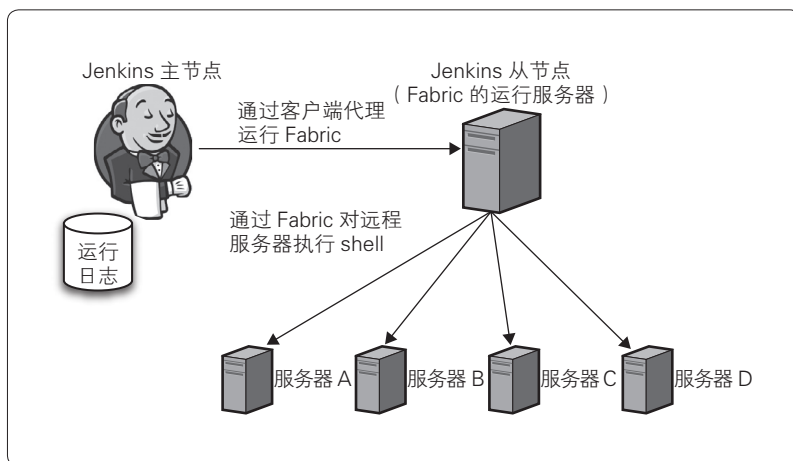 Jenkins 主节点
Jenkins 从节点
（ Fabric 的运行服务器 ）
通过客户端代理
运行 Fabric
通过 Fabric 对远程
服务器执行 shell
运行
日志
服务器 A
服务器 B
服务器 C
服务器 D